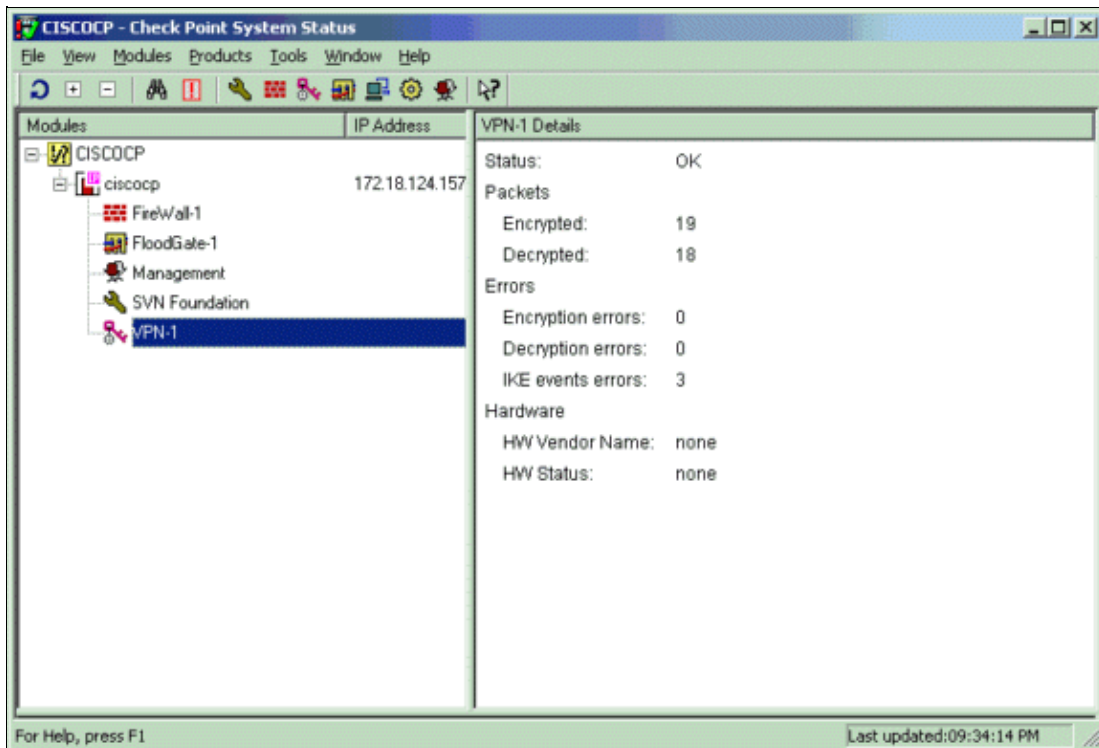 CISCOCP - Check Point System Status
File View Modules Products Tools Window Help
Modules IP Address
CISCOCP
ciscocp 172.18.124.157
FireWall-1
FloodGate-1
Management
SVN Foundation
VPN-1
VPN-1 Details
Status: OK
Packets
Encrypted: 19
Decrypted: 18
Errors
Encryption errors: 0
Decryption errors: 0
IKE events errors: 3
Hardware
HW Vendor Name: none
HW Status: none
For Help, press F1 Last updated:09:34:14 PM